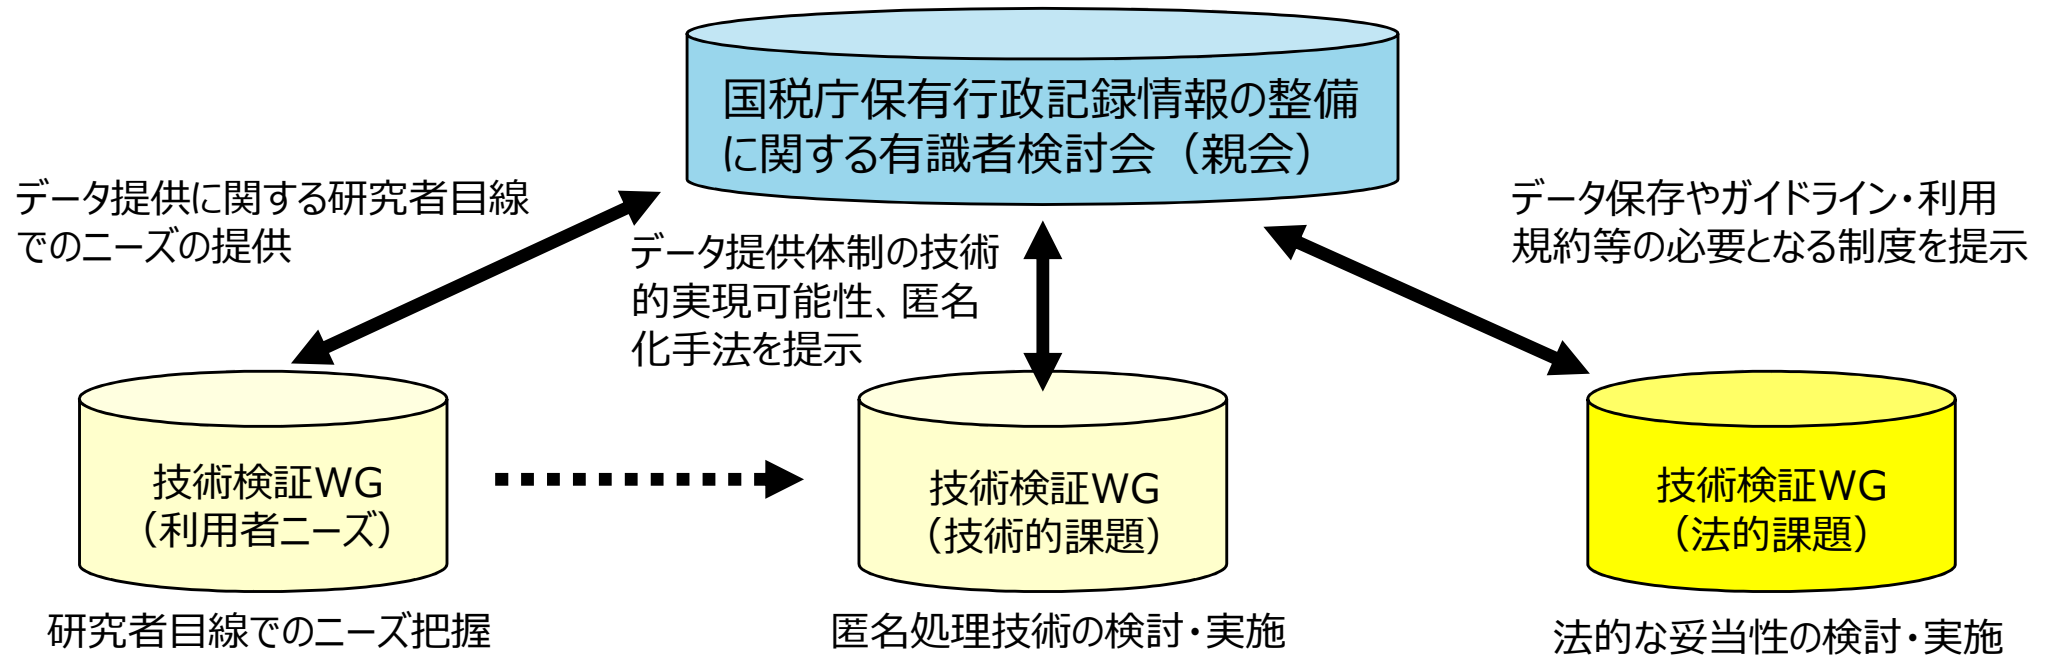 国税庁保有行政記録情報の整備
に関する有識者検討会（親会）
データ提供に関する研究者目線
でのニーズの提供
データ提供体制の技術
的実現可能性、匿名
化手法を提示
データ保存やガイドライン・利用
規約等の必要となる制度を提示
技術検証WG
（利用者ニーズ）
技術検証WG
（技術的課題）
技術検証WG
（法的課題）
研究者目線でのニーズ把握
匿名処理技術の検討・実施
法的な妥当性の検討・実施